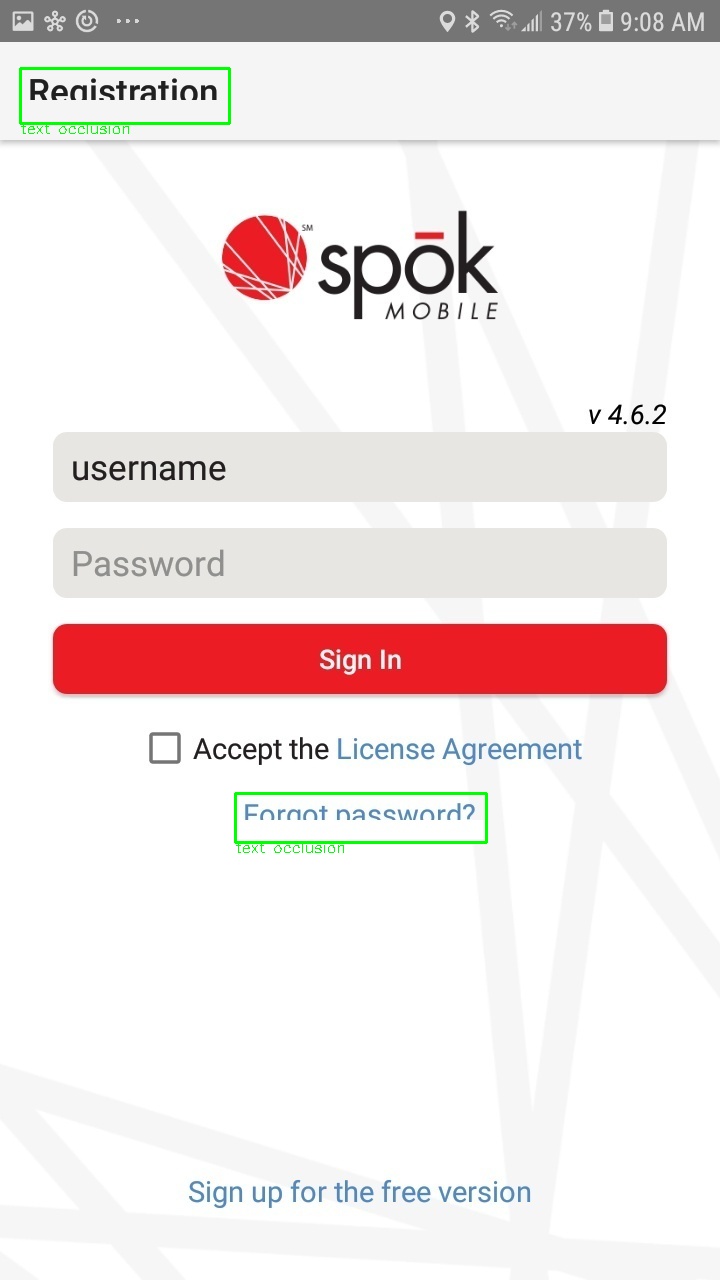 37% 9:08 AM
Registration
text occlusion
SM
spōk
MOBILE
v 4.6.2
username
Password
Sign In
Accept the License Agreement
Forgot password?
text occlusion
Sign up for the free version